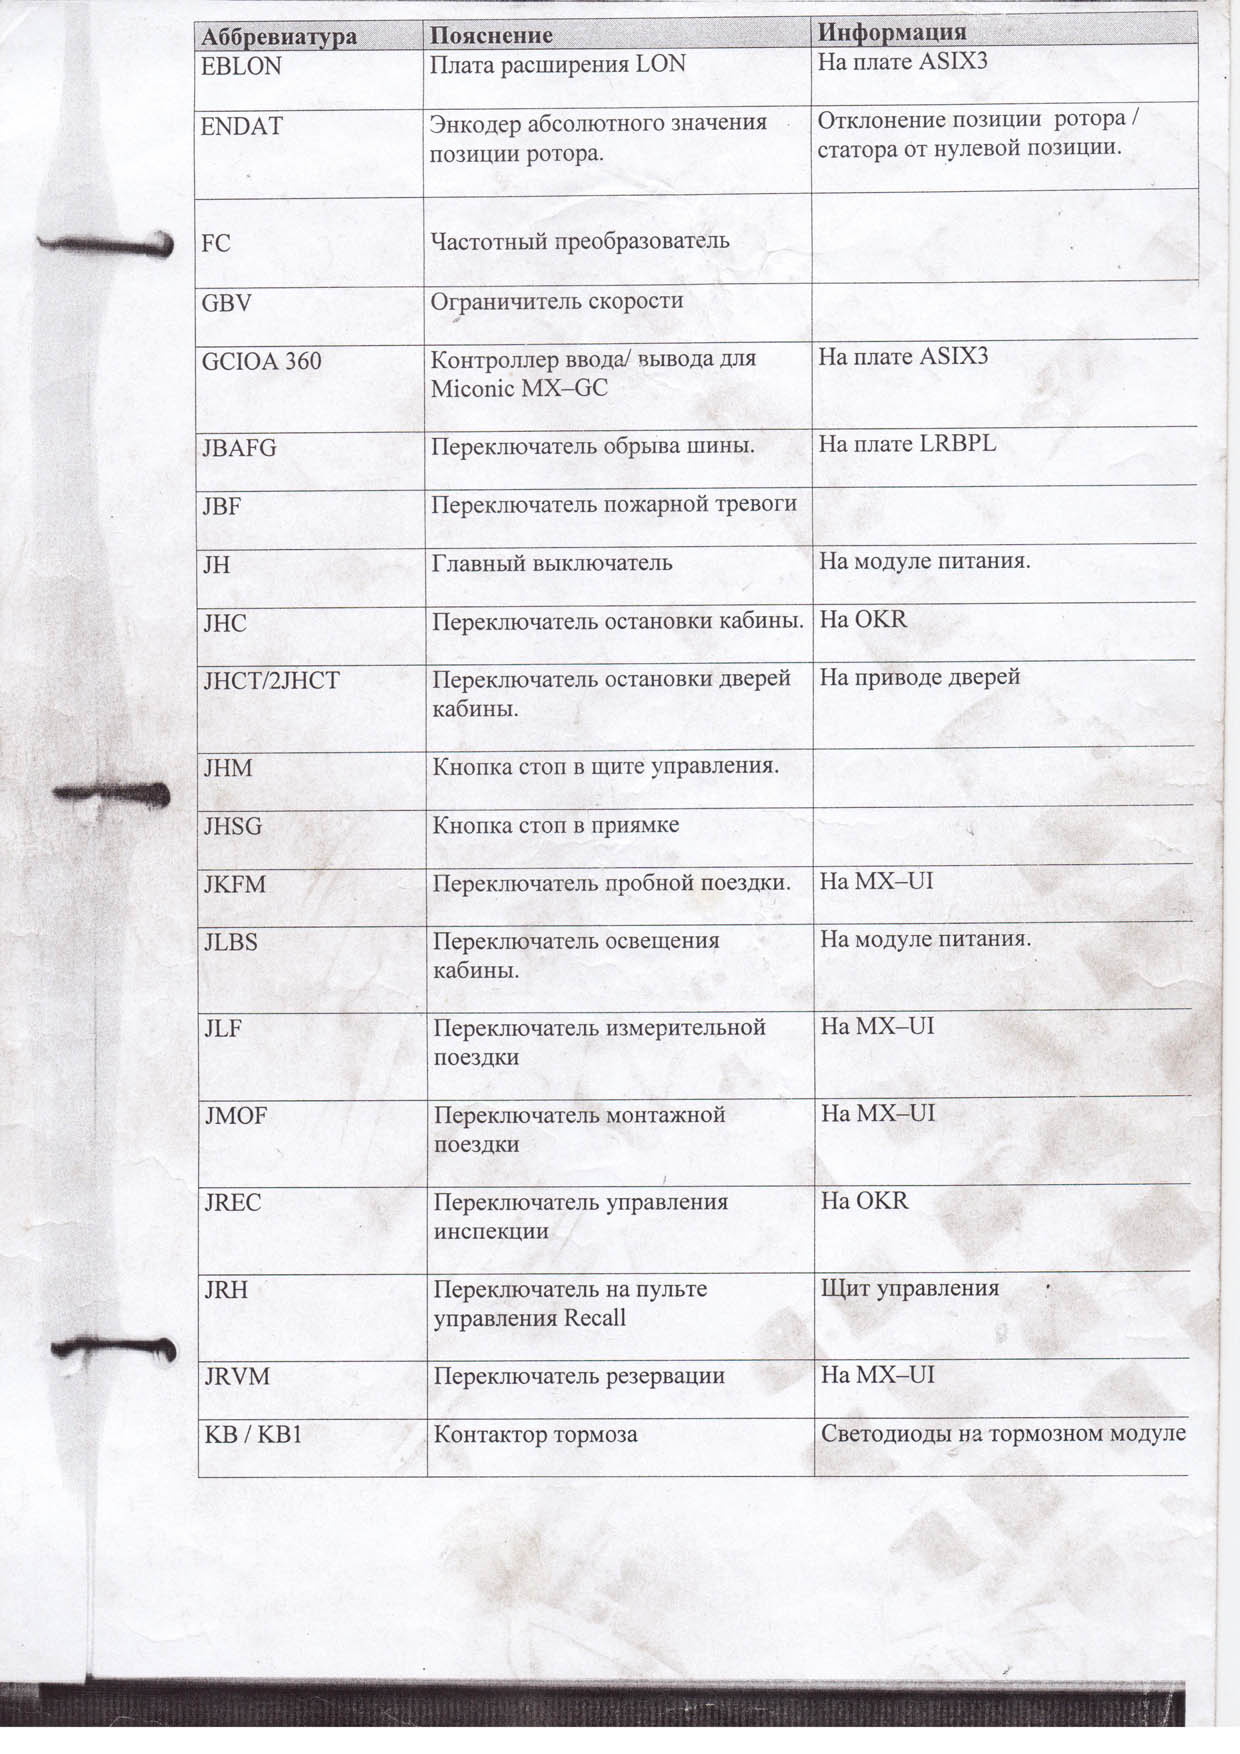 Аббревиатура Пояснение Информация
EBLON Плата расширения LON На плате ASIX3
ENDAT Энкодер абсолютного значения Отклонение позиции ротора /
позиции ротора. статора от нулевой позиции.
FC Частотный преобразователь
GBV Ограничитель скорости
GCIOA 360 Контроллер ввода/ вывода для На плате ASIX3
Miconic MX–GC
JBAFG Переключатель обрыва шины. На плате LRBPL
JBF Переключатель пожарной тревоги
JH Главный выключатель На модуле питания.
JHC Переключатель остановки кабины. На OKR
JHCT/2JHCT Переключатель остановки дверей На приводе дверей
кабины.
JHM Кнопка стоп в щите управления.
JHSG Кнопка стоп в приямке
JKFM Переключатель пробной поездки. На MX–UI
JLBS Переключатель освещения На модуле питания.
кабины.
JLF Переключатель измерительной На MX–UI
поездки
JMOF Переключатель монтажной На MX–UI
поездки
JREC Переключатель управления На OKR
инспекции
JRH Переключатель на пульте Щит управления
управления Recall
JRVM Переключатель резервации На MX–UI
KB / KB1 Контактор тормоза Светодиоды на тормозном модуле